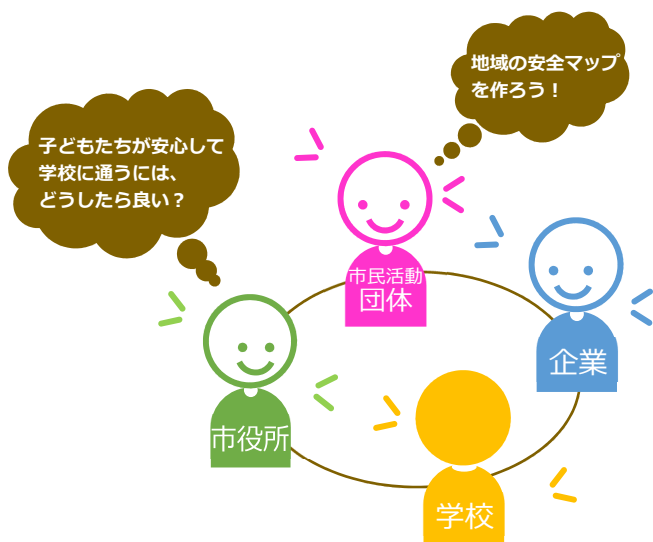 地域の安全マップ
を作ろう！
子どもたちが安心して
学校に通うには、
どうしたら良い？
市民活動
団体
企業
市役所
学校